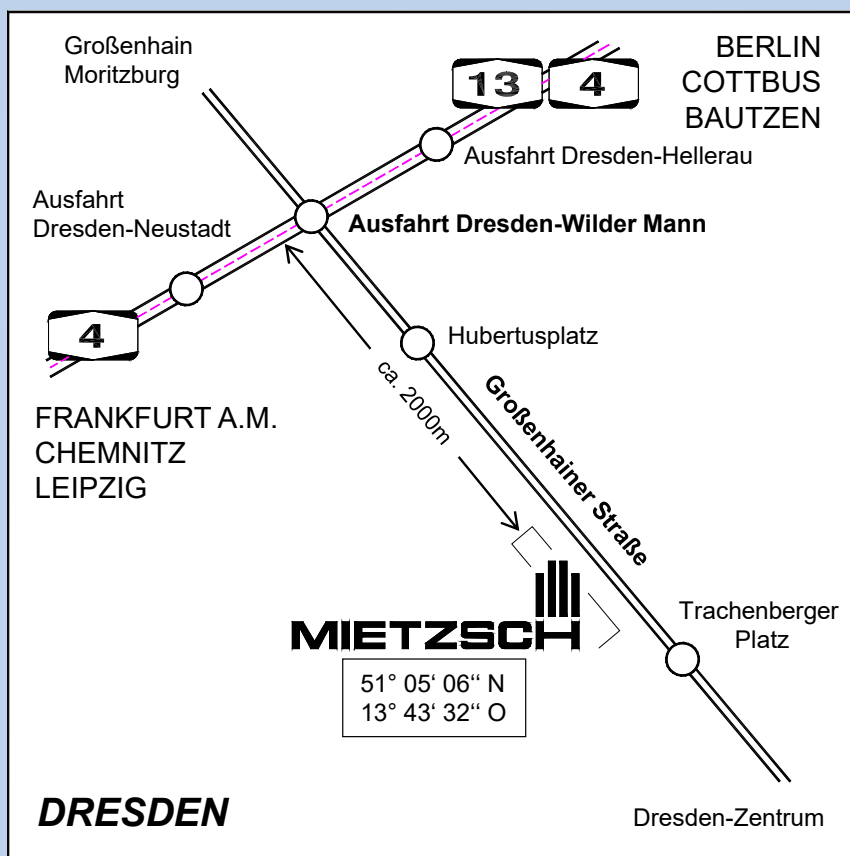 Großenhain
Moritzburg
BERLIN
COTTBUS
BAUTZEN
13
4
Ausfahrt Dresden-Hellerau
Ausfahrt
Dresden-Neustadt
Ausfahrt Dresden-Wilder Mann
4
Hubertusplatz
ca. 2000m
Großenhainer Straße
FRANKFURT A.M.
CHEMNITZ
LEIPZIG
MIETZSCH
Trachenberger
Platz
51° 05‘ 06“ N
13° 43‘ 32“ O
DRESDEN
Dresden-Zentrum